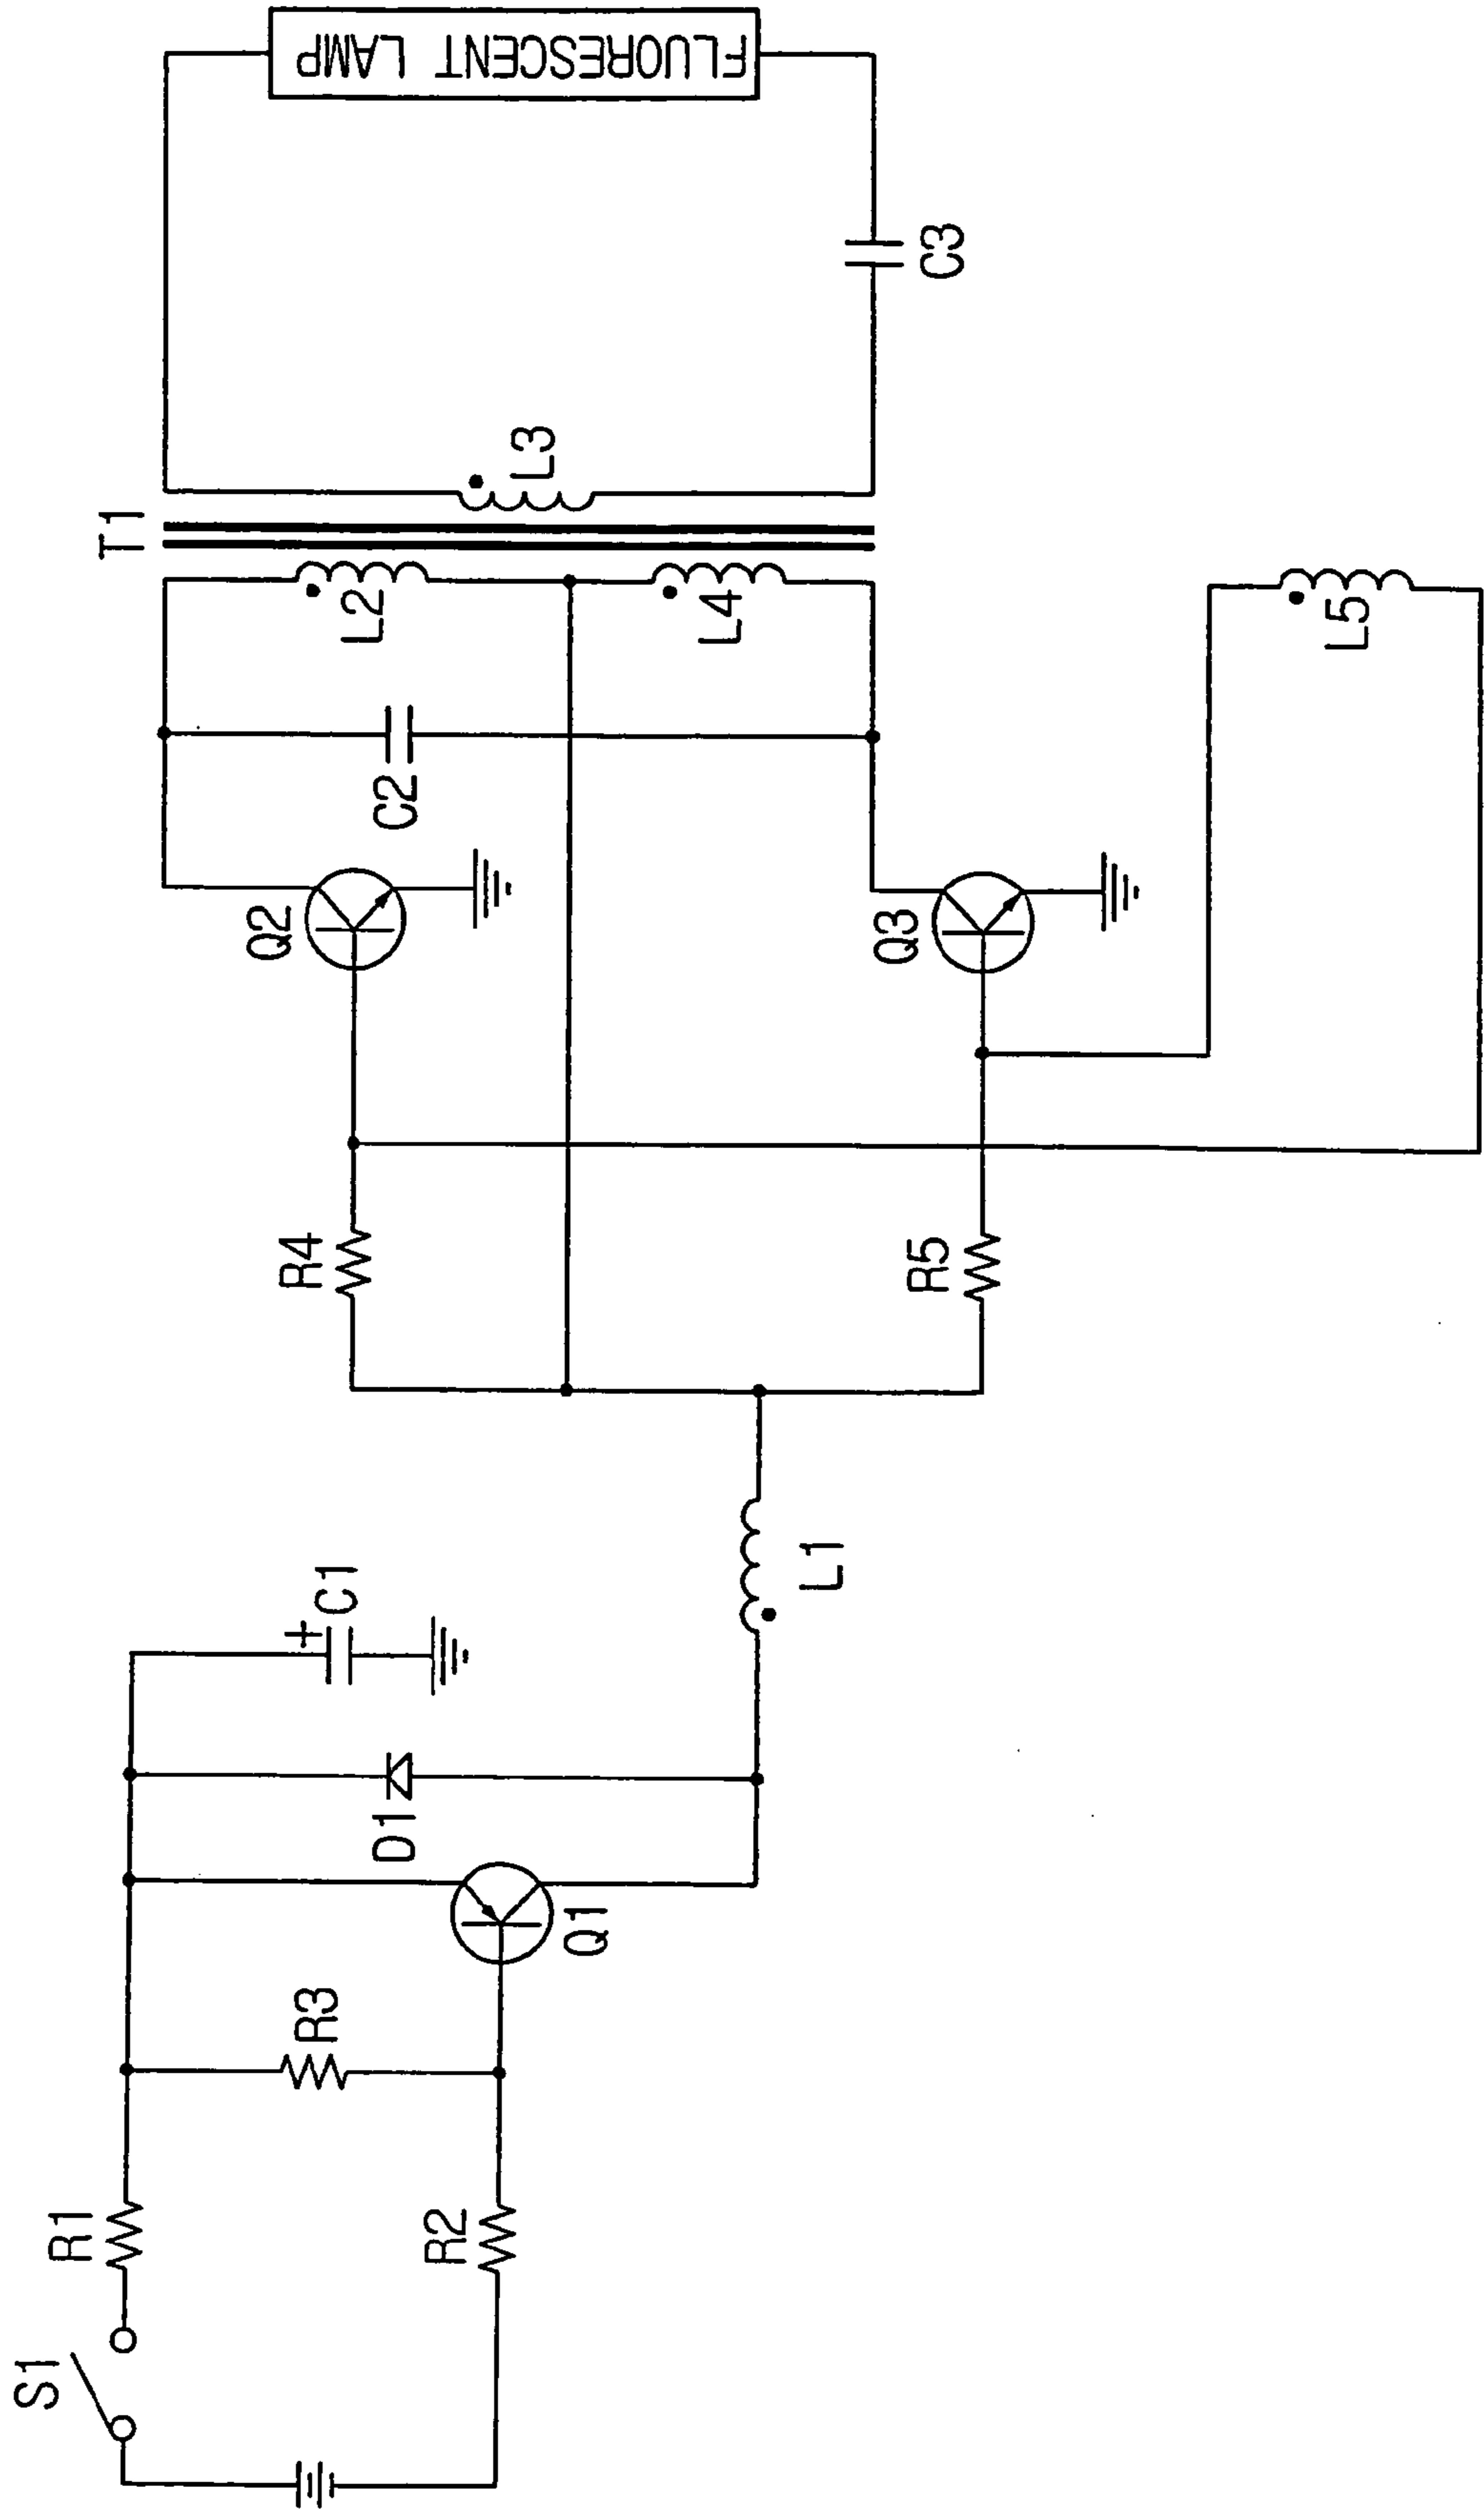 S1
R1
R2
R3
Q1
D1
+
C1
L1
R4
R5
Q2
Q3
C2
T1
L2
L4
L5
L3
C3
FLUORESCENT LAMP